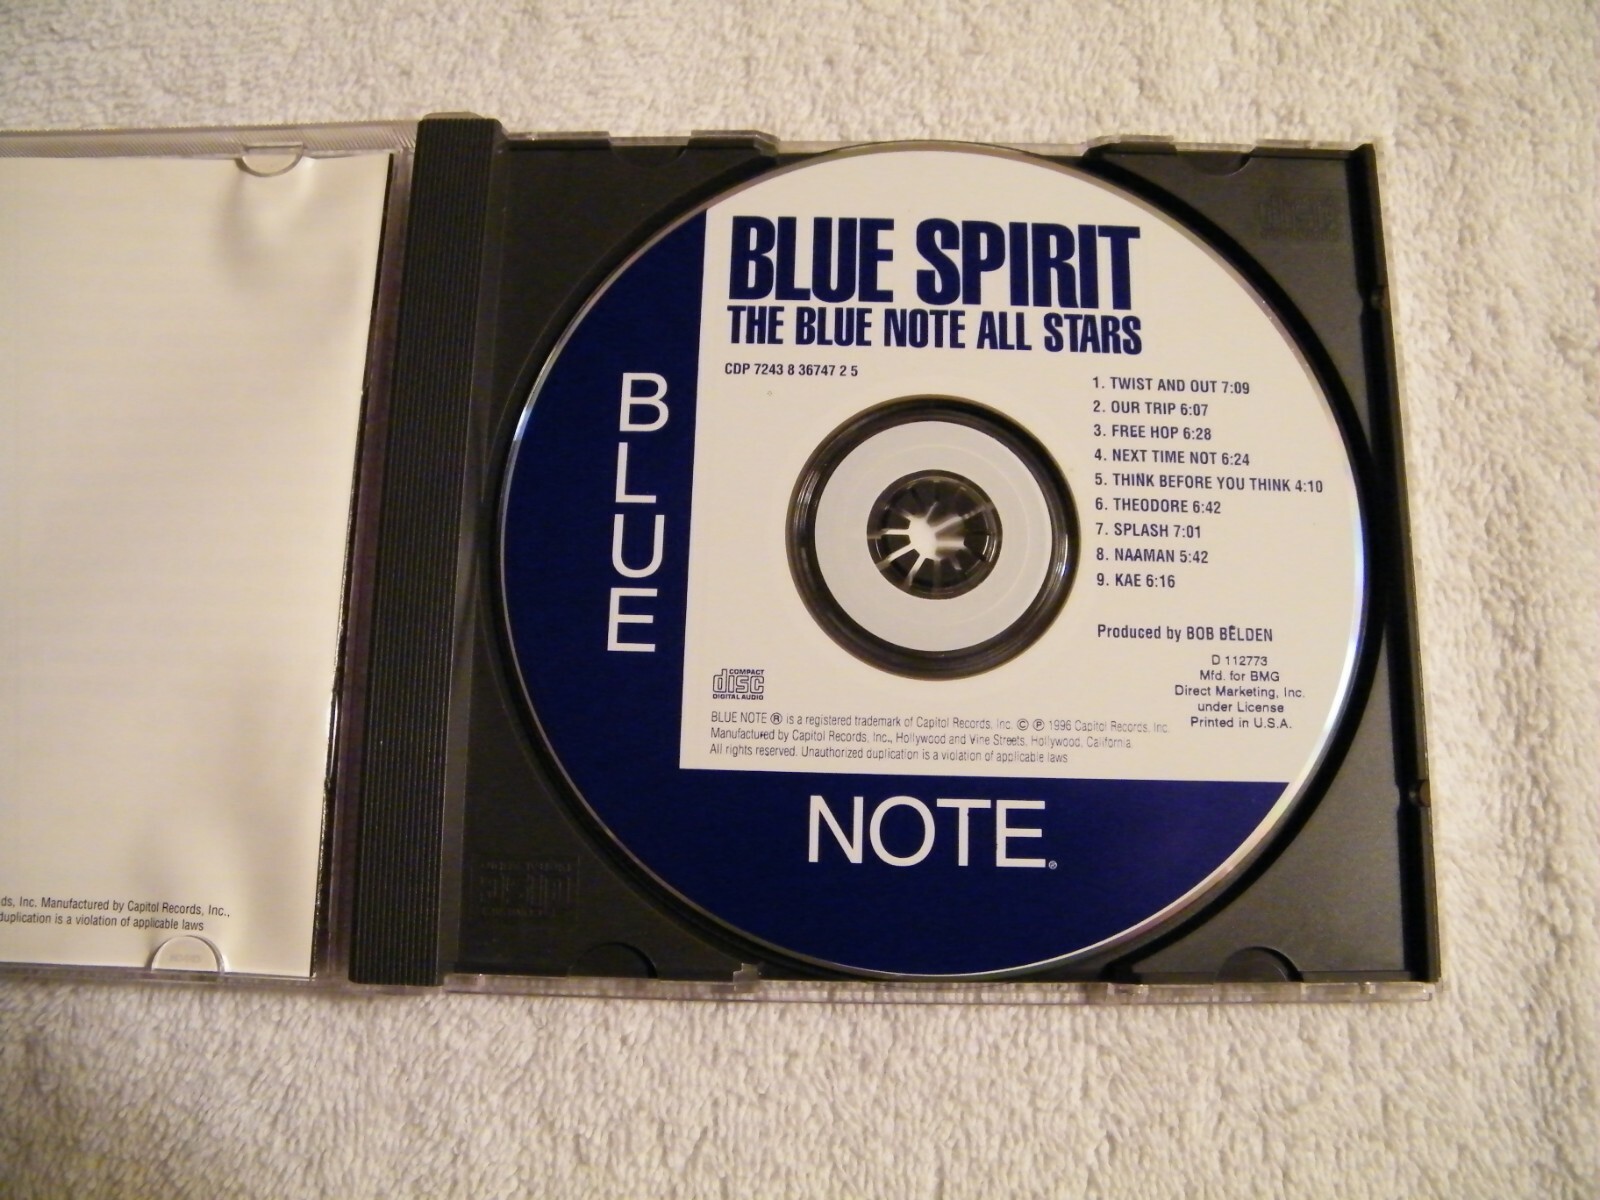 BLUE SPIRIT
THE BLUE NOTE ALL STARS
CDP 7243 8 36747 2 5
1. TWIST AND OUT 7:09
2. OUR TRIP 6:07
3. FREE HOP 6:28
4. NEXT TIME NOT 6:24
5. THINK BEFORE YOU THINK 4:10
6. THEODORE 6:42
7. SPLASH 7:01
8. NAAMAN 5:42
9. KAE 6:16
Produced by BOB BELDEN
D 112773
Mfd. for BMG
Direct Marketing, Inc.
under License
Printed in U.S.A.
COMPACT
disc
DIGITAL AUDIO
BLUE NOTE ® is a registered trademark of Capitol Records, Inc. © ℗ 1996 Capitol Records, Inc.
Manufactured by Capitol Records, Inc., Hollywood and Vine Streets, Hollywood, California.
All rights reserved. Unauthorized duplication is a violation of applicable laws
BLUE
NOTE®
ds, Inc. Manufactured by Capitol Records, Inc.,
duplication is a violation of applicable laws